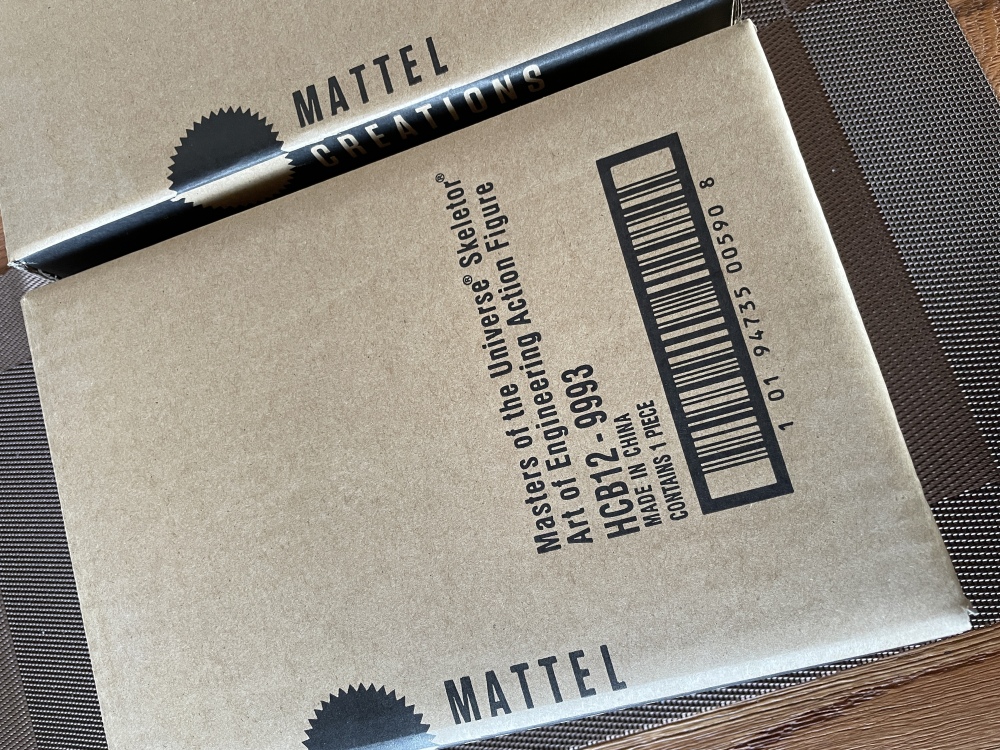 MATTEL
CREATIONS
Masters of the Universe® Skeletor®
Art of Engineering Action Figure
HCB12 - 9993
MADE IN CHINA
CONTAINS 1 PIECE
1 01 94735 00590 8
MATTEL